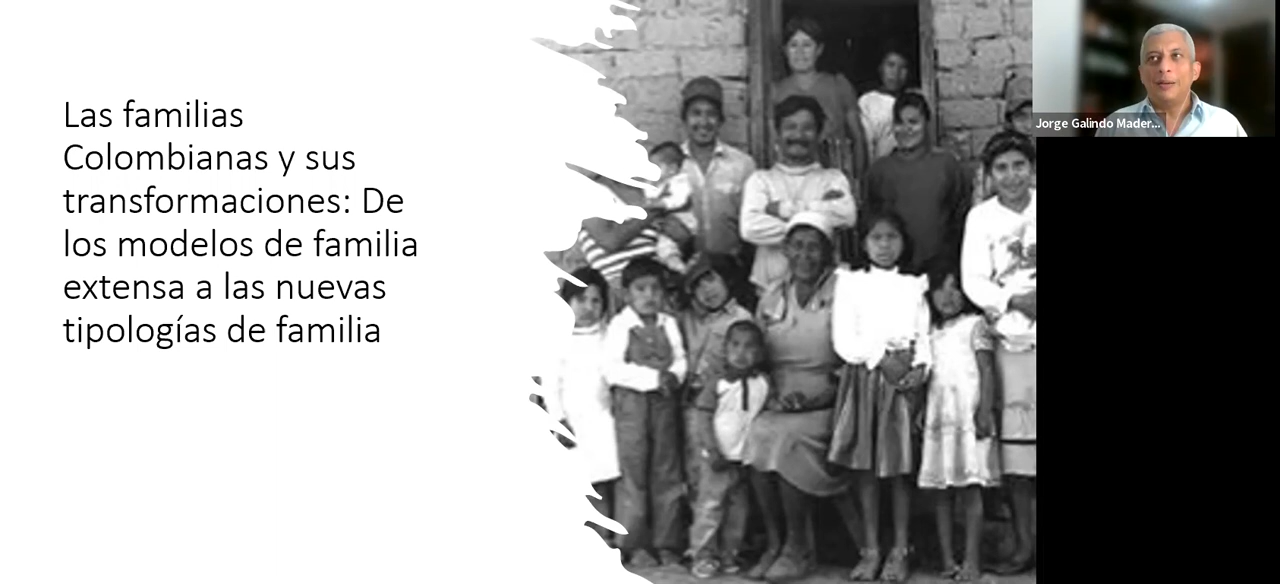 Las familias
Colombianas y sus
transformaciones: De
los modelos de familia
extensa a las nuevas
tipologías de familia
Jorge Galindo Mader...